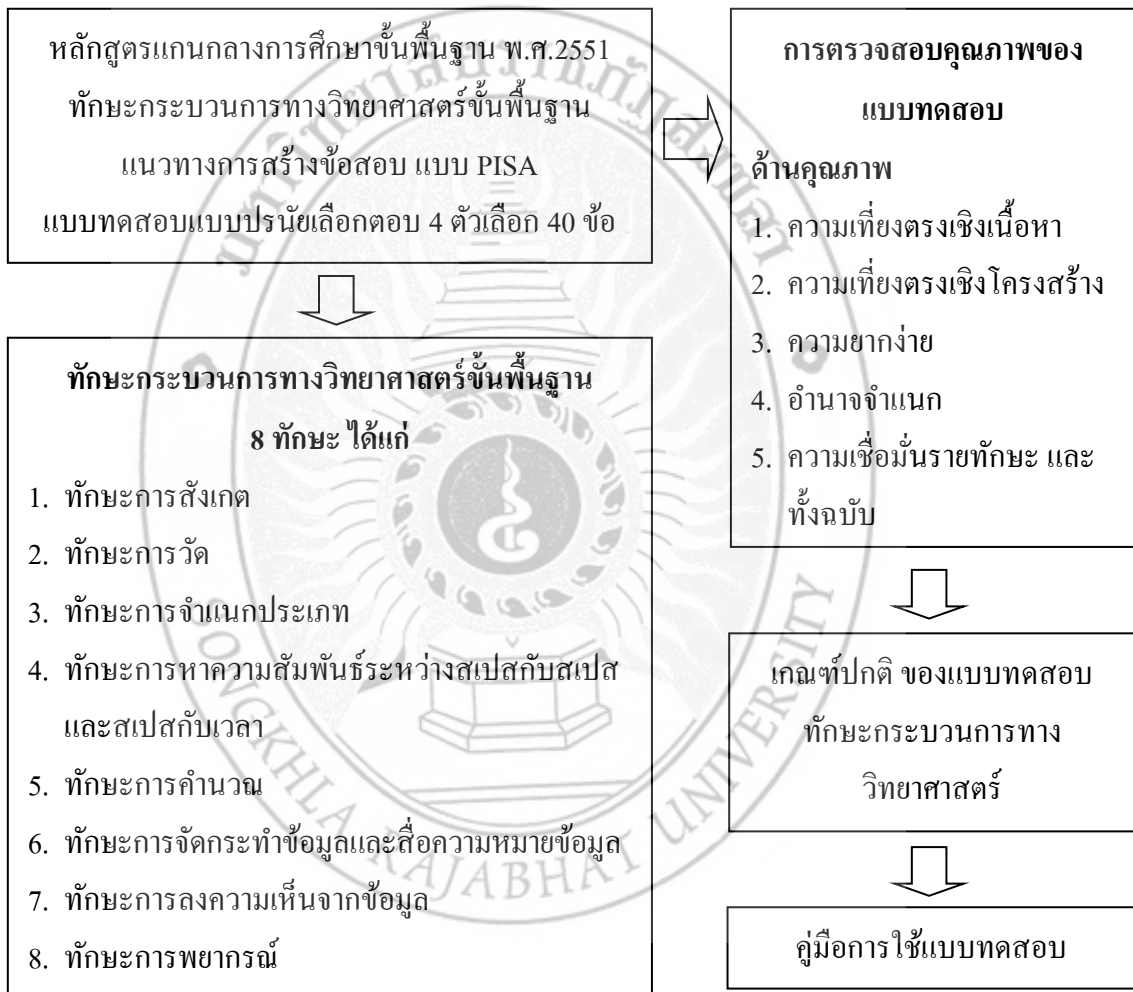 หลักสูตรแกนกลางการศึกษาขั้นพื้นฐาน พ.ศ.2551
ทักษะกระบวนการทางวิทยาศาสตร์ขั้นพื้นฐาน
แนวทางการสร้างข้อสอบ แบบ PISA
แบบทดสอบแบบปรนัยเลือกตอบ 4 ตัวเลือก 40 ข้อ
ทักษะกระบวนการทางวิทยาศาสตร์ขั้นพื้นฐาน
8 ทักษะ ได้แก่
1. ทักษะการสังเกต
2. ทักษะการวัด
3. ทักษะการจำแนกประเภท
4. ทักษะการหาความสัมพันธ์ระหว่างสเปสกับสเปส
และสเปสกับเวลา
5. ทักษะการคำนวณ
6. ทักษะการจัดกระทำข้อมูลและสื่อความหมายข้อมูล
7. ทักษะการลงความเห็นจากข้อมูล
8. ทักษะการพยากรณ์
การตรวจสอบคุณภาพของ
แบบทดสอบ
ด้านคุณภาพ
1. ความเที่ยงตรงเชิงเนื้อหา
2. ความเที่ยงตรงเชิงโครงสร้าง
3. ความยากง่าย
4. อำนาจจำแนก
5. ความเชื่อมั่นรายทักษะ และ
ทั้งฉบับ
เกณฑ์ปกติ ของแบบทดสอบ
ทักษะกระบวนการทาง
วิทยาศาสตร์
คู่มือการใช้แบบทดสอบ
มหาวิทยาลัยราชภัฏสงขลา
SONGKHLA RAJABHAT UNIVERSITY